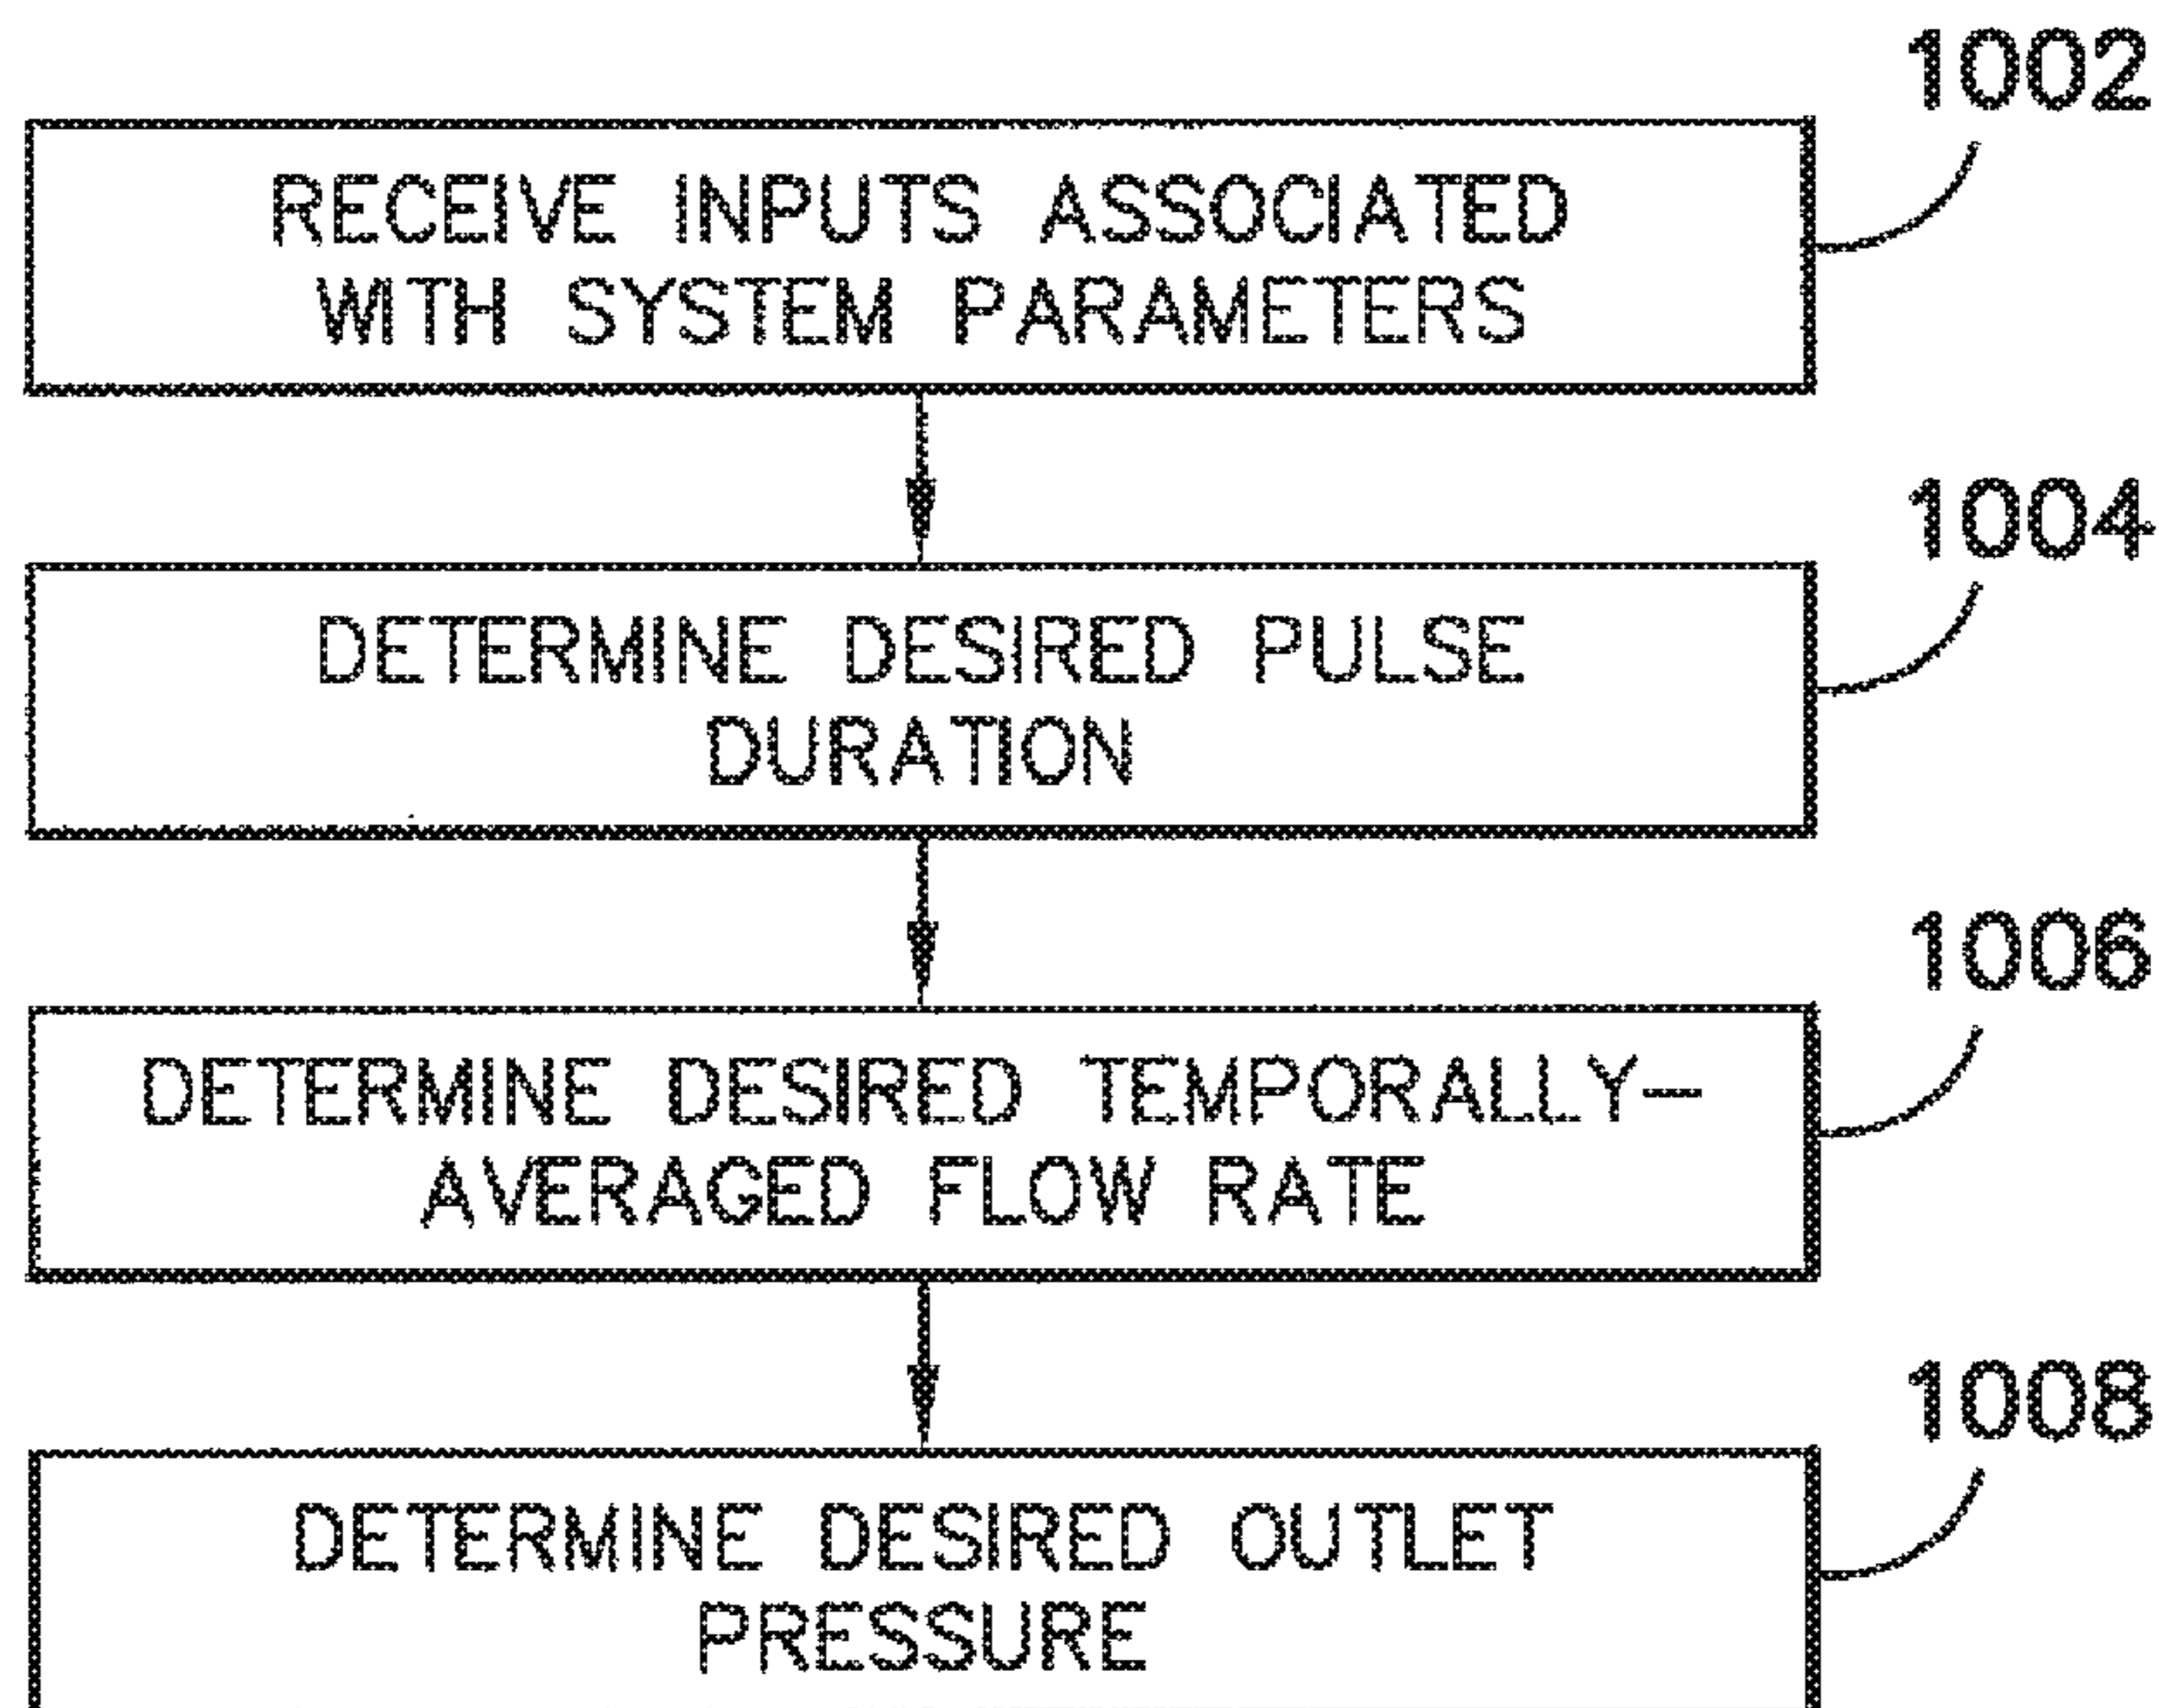 1002
RECEIVE INPUTS ASSOCIATED
WITH SYSTEM PARAMETERS
1004
DETERMINE DESIRED PULSE
DURATION
1006
DETERMINE DESIRED TEMPORALLY-
AVERAGED FLOW RATE
1008
DETERMINE DESIRED OUTLET
PRESSURE